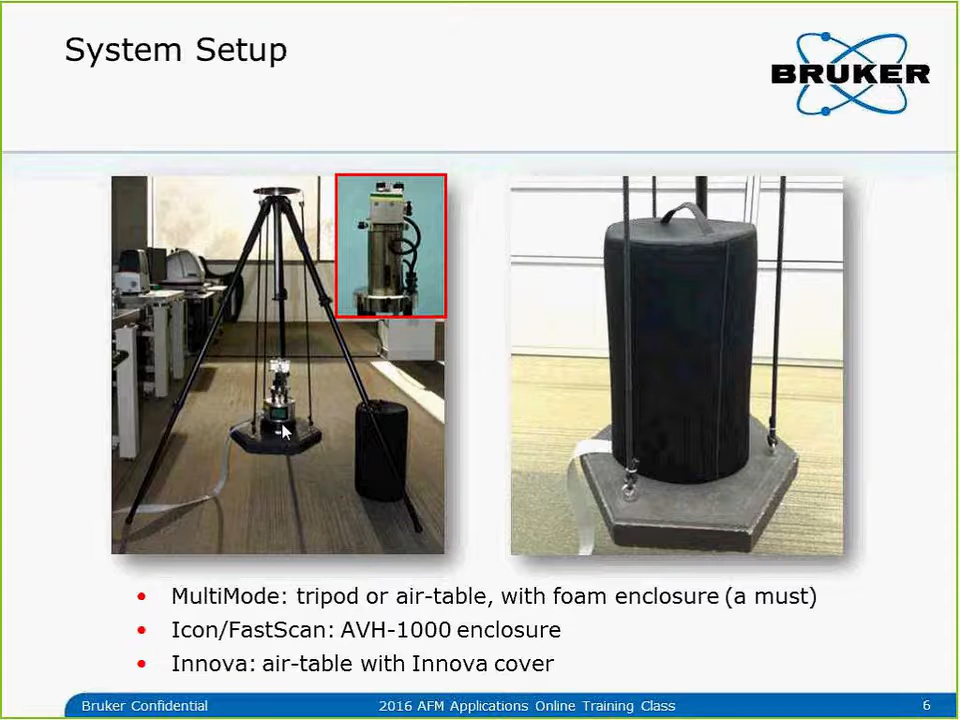 System Setup
BRUKER
• MultiMode: tripod or air-table, with foam enclosure (a must)
• Icon/FastScan: AVH-1000 enclosure
• Innova: air-table with Innova cover
Bruker Confidential 2016 AFM Applications Online Training Class 6